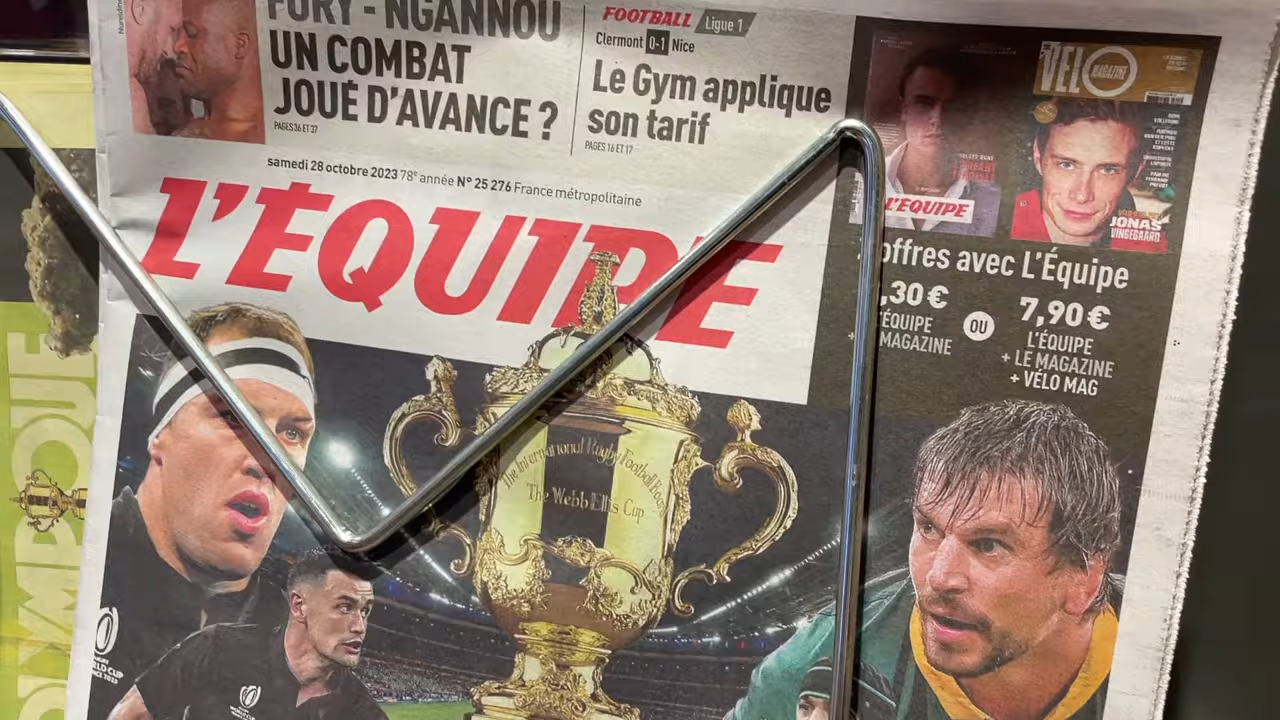 FURY - NGANNOU
UN COMBAT
JOUÉ D'AVANCE ?
PAGES 36 ET 37
FOOTBALL Ligue 1
Clermont 0-1 Nice
Le Gym applique
son tarif
PAGES 16 ET 17
VÉLO
MAGAZINE
JONAS
VINGEGAARD
L'ÉQUIPE
samedi 28 octobre 2023 78e année N° 25 276 France métropolitaine
L'ÉQUIPE
offres avec L'Équipe
,30 €
L'ÉQUIPE
MAGAZINE
OU
7,90 €
L'ÉQUIPE
+ LE MAGAZINE
+ VÉLO MAG
The International Rugby Football
The Webb Ellis Cup
WORLD CUP
OLYMPIQUE